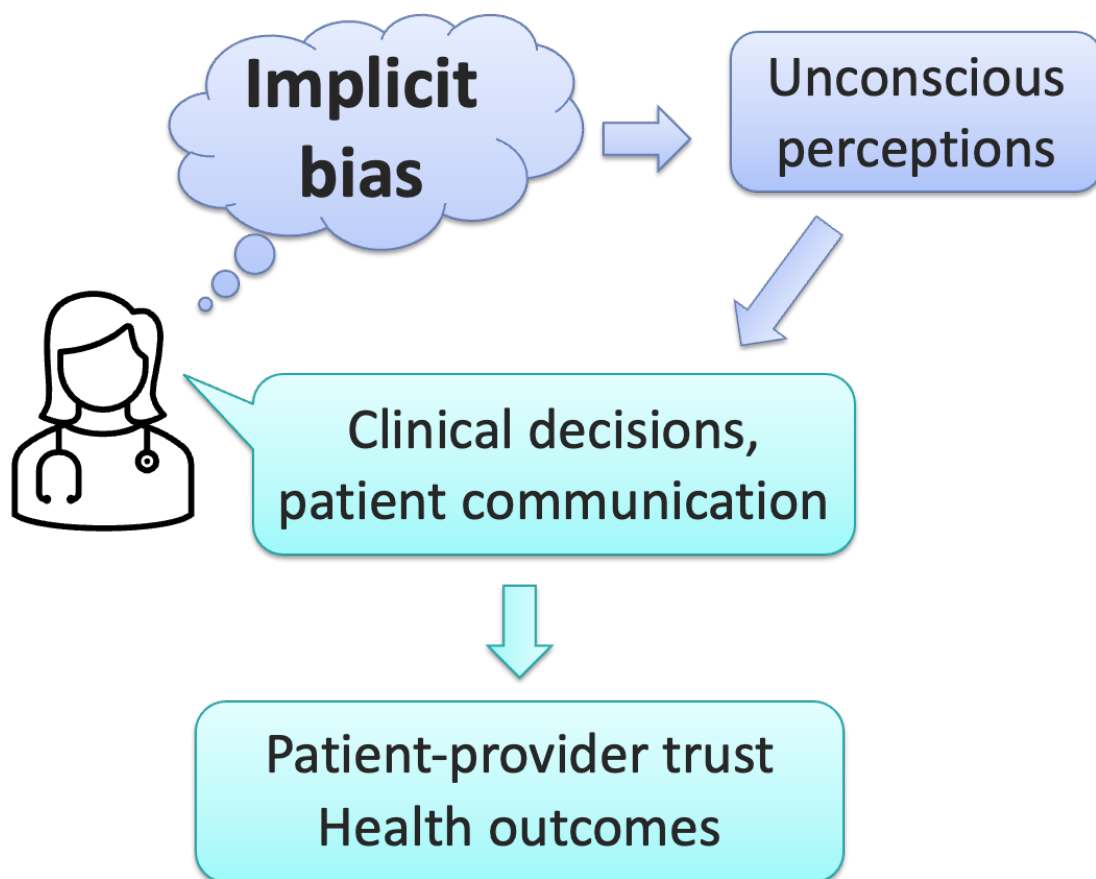 Implicit
bias
Unconscious
perceptions
Clinical decisions,
patient communication
Patient-provider trust
Health outcomes